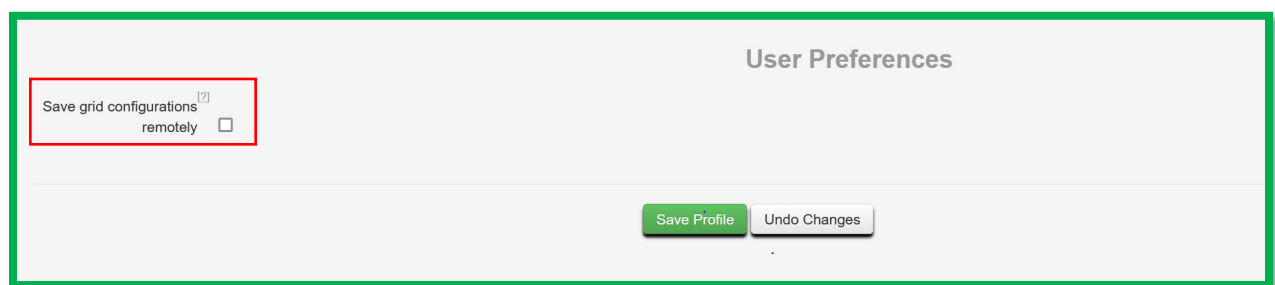 User Preferences
Save grid configurations [?]
remotely
Save Profile Undo Changes